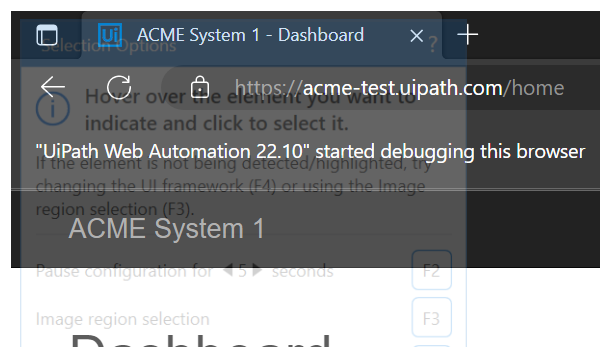 Ui ACME System 1 - Dashboard
Selection Options ?
https://acme-test.uipath.com/home
Hover over the element you want to
indicate and click to select it.
"UiPath Web Automation 22.10" started debugging this browser
If the element is not being detected/highlighted, try
changing the UI framework (F4) or using the Image
region selection (F3).
ACME System 1
Pause configuration for 5 seconds F2
Image region selection F3
Dashboard